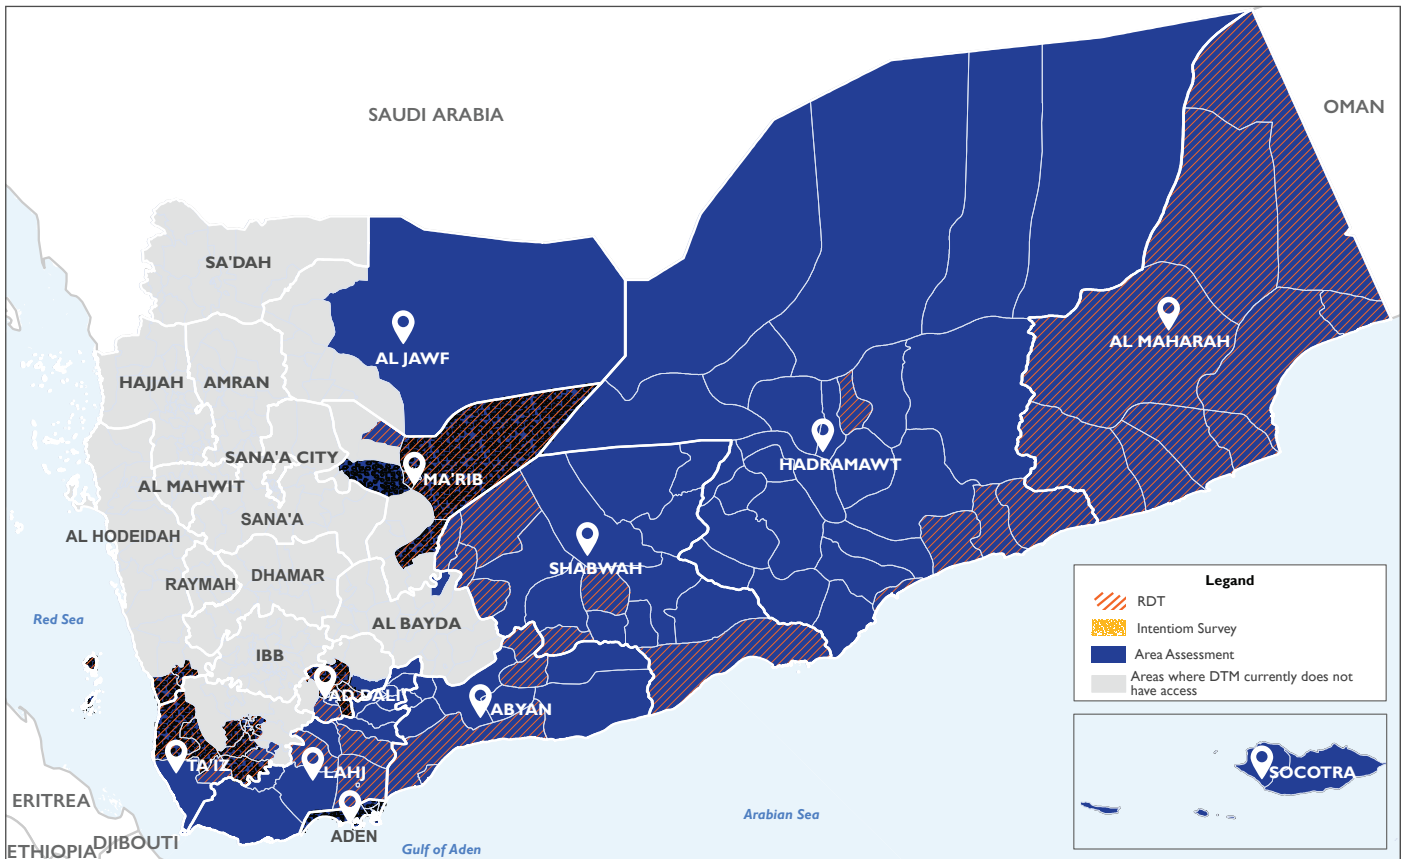 SAUDI ARABIA
OMAN
SA'DAH
AL JAWF
AL MAHARAH
HAJJAH
AMRAN
SANA'A CITY
HADRAMAWT
MA'RIB
AL MAHWIT
SANA'A
AL HODEIDAH
SHABWAH
RAYMAH
DHAMAR
Red Sea
AL BAYDA
IBB
AD DALI'
ABYAN
TA'IZ
LAHJ
ERITREA
ADEN
DJIBOUTI
ETHIOPIA
Gulf of Aden
Arabian Sea
Legand
RDT
Intentiom Survey
Area Assessment
Areas where DTM currently does not
have access
SOCOTRA